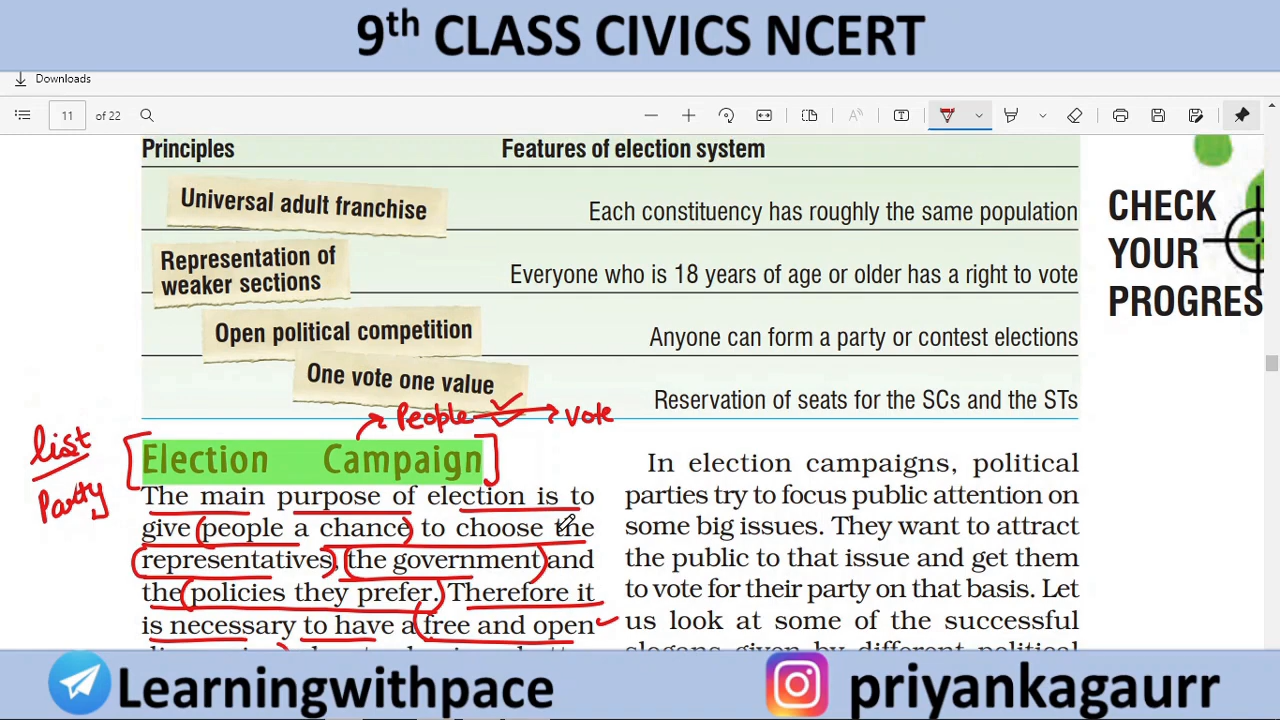 9th CLASS CIVICS NCERT
Downloads
11 of 22
Principles Features of election system
Universal adult franchise Each constituency has roughly the same population
Representation of
weaker sections Everyone who is 18 years of age or older has a right to vote
Open political competition Anyone can form a party or contest elections
One vote one value Reservation of seats for the SCs and the STs
CHECK
YOUR
PROGRES
People vote
list
Party
Election Campaign
The main purpose of election is to
give people a chance to choose the
representatives, the government and
the policies they prefer. Therefore it
is necessary to have a free and open
In election campaigns, political
parties try to focus public attention on
some big issues. They want to attract
the public to that issue and get them
to vote for their party on that basis. Let
us look at some of the successful
slogans given by different political
Learningwithpace priyankagaurr